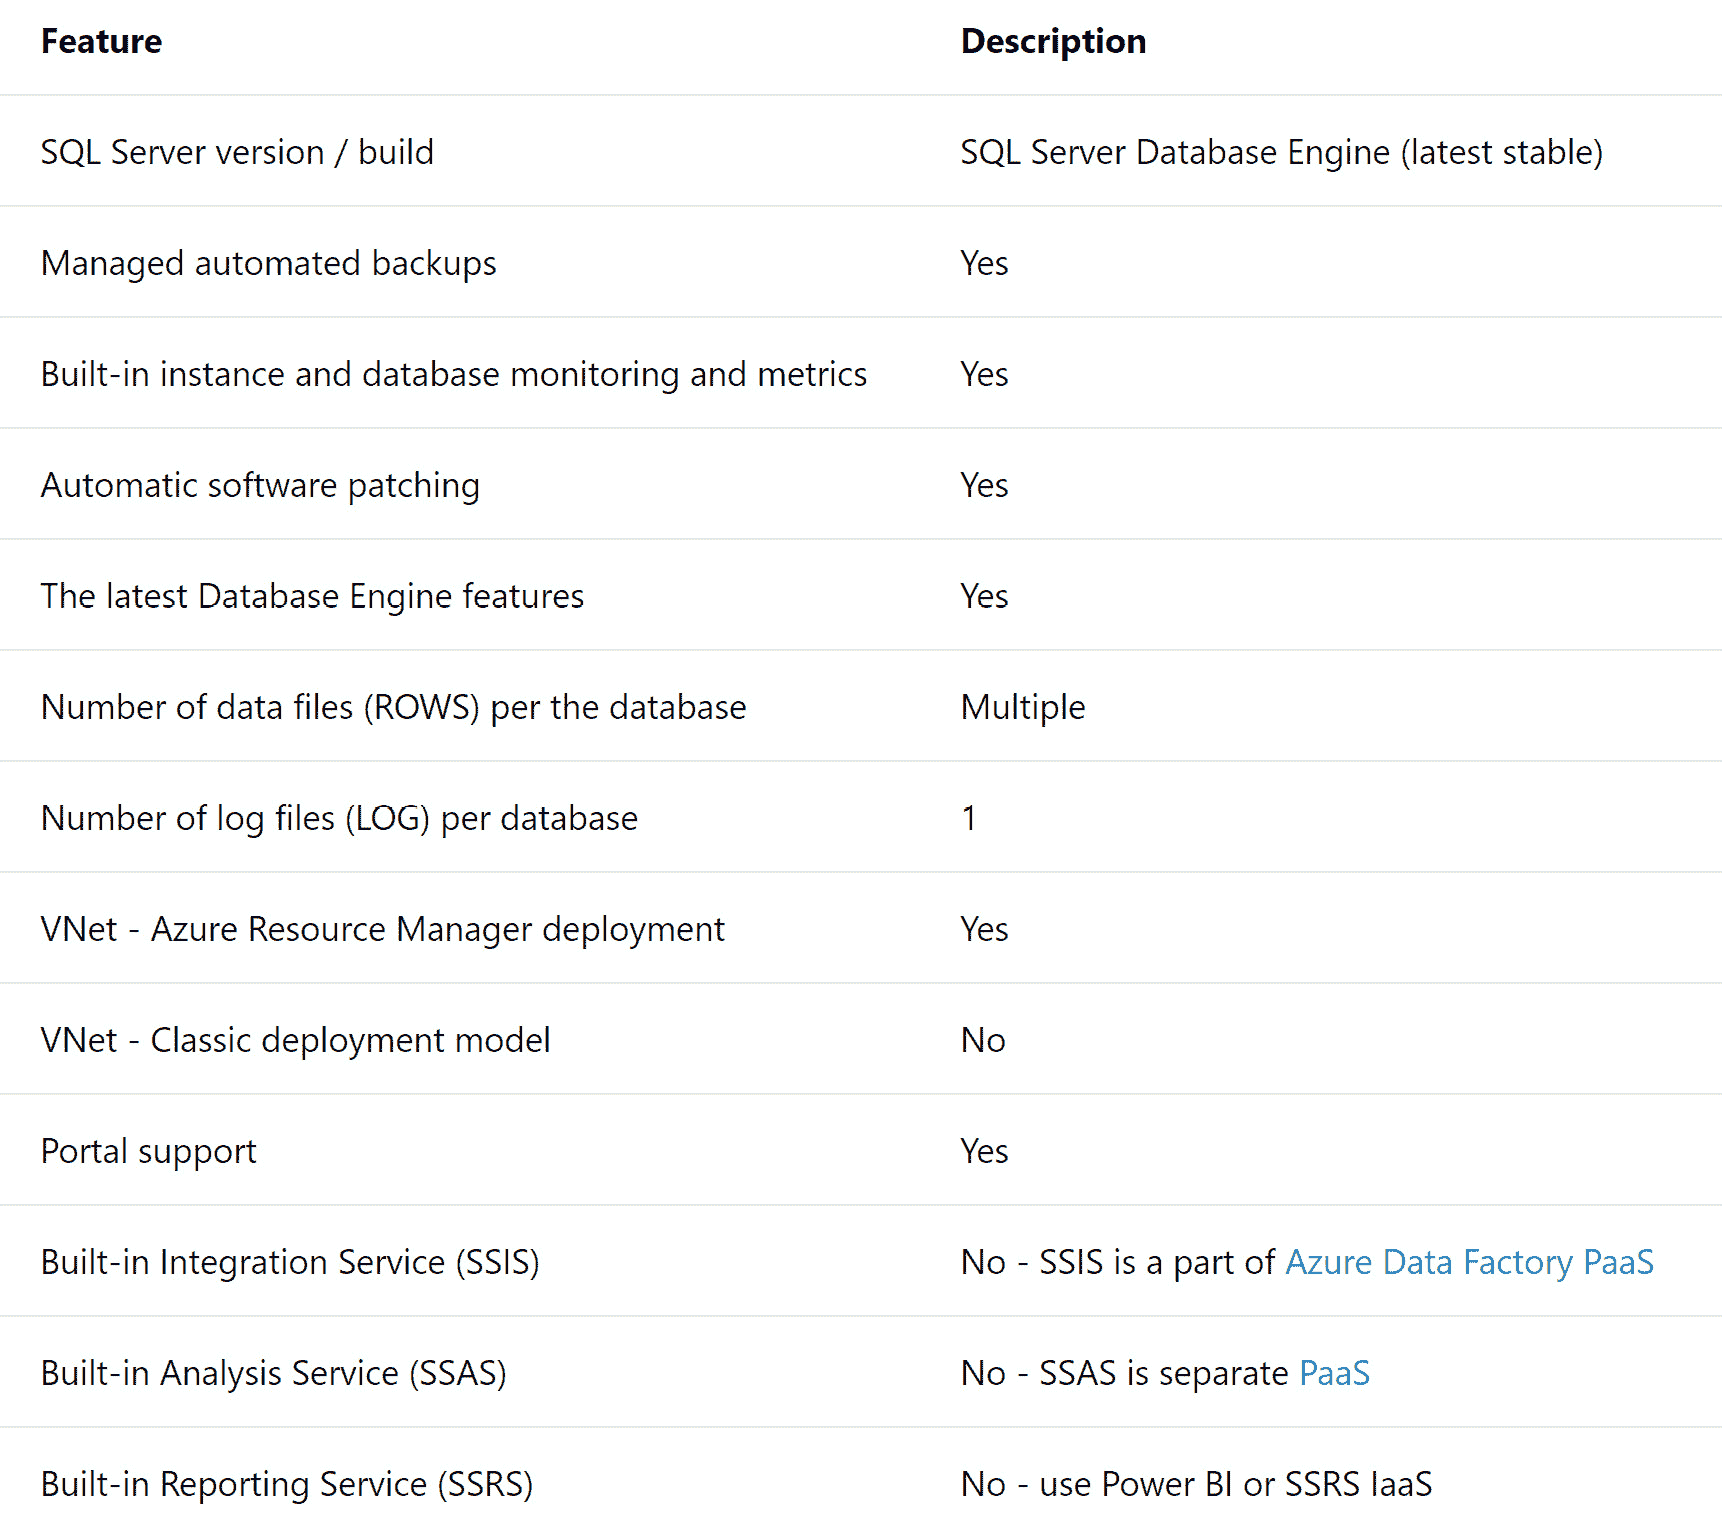 Feature Description
SQL Server version / build SQL Server Database Engine (latest stable)
Managed automated backups Yes
Built-in instance and database monitoring and metrics Yes
Automatic software patching Yes
The latest Database Engine features Yes
Number of data files (ROWS) per the database Multiple
Number of log files (LOG) per database 1
VNet - Azure Resource Manager deployment Yes
VNet - Classic deployment model No
Portal support Yes
Built-in Integration Service (SSIS) No - SSIS is a part of Azure Data Factory PaaS
Built-in Analysis Service (SSAS) No - SSAS is separate PaaS
Built-in Reporting Service (SSRS) No - use Power BI or SSRS IaaS